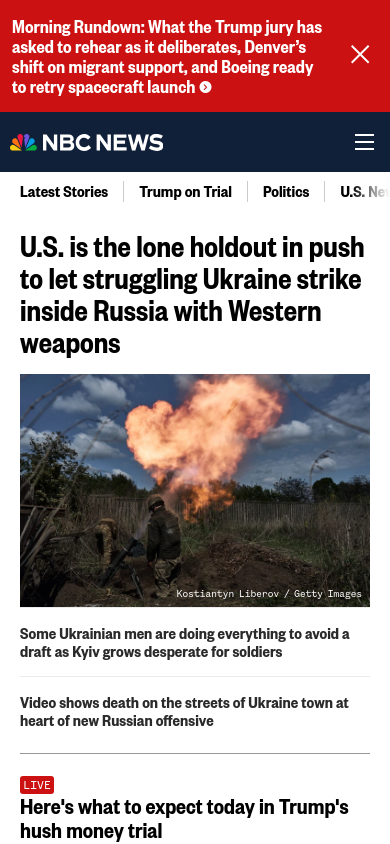 Morning Rundown: What the Trump jury has
asked to rehear as it deliberates, Denver’s
shift on migrant support, and Boeing ready
to retry spacecraft launch
NBC NEWS
Latest Stories
Trump on Trial
Politics
U.S. Ne
U.S. is the lone holdout in push
to let struggling Ukraine strike
inside Russia with Western
weapons
Kostiantyn Liberov / Getty Images
Some Ukrainian men are doing everything to avoid a
draft as Kyiv grows desperate for soldiers
Video shows death on the streets of Ukraine town at
heart of new Russian offensive
LIVE
Here's what to expect today in Trump's
hush money trial